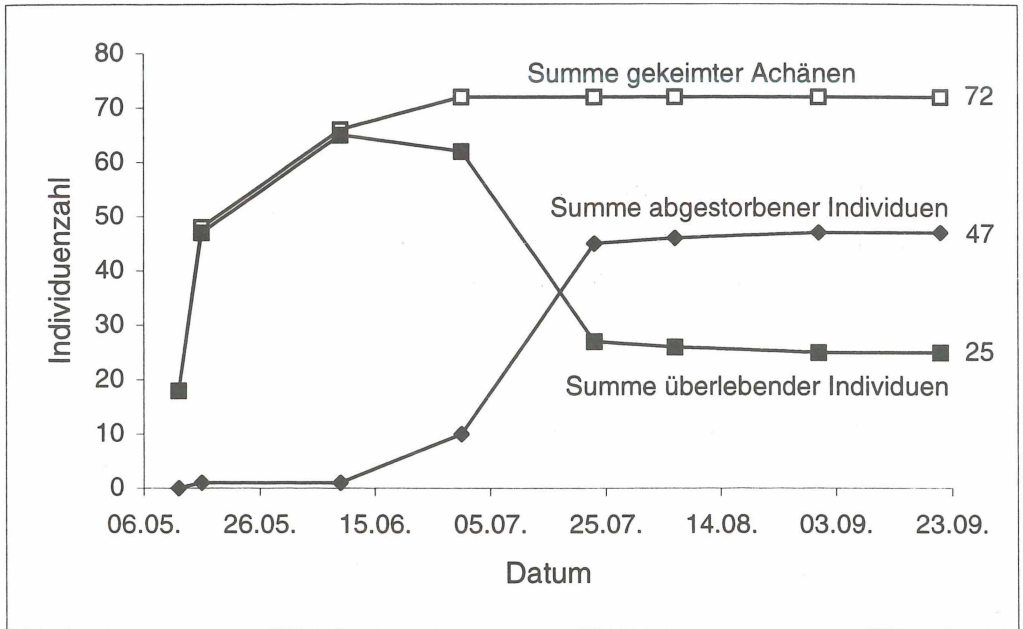 80
70
60
50
40
30
20
10
0
Individuenzahl
Summe gekeimter Achänen
72
Summe abgestorbener Individuen
47
25
Summe überlebender Individuen
06.05. 26.05. 15.06. 05.07. 25.07. 14.08. 03.09. 23.09.
Datum